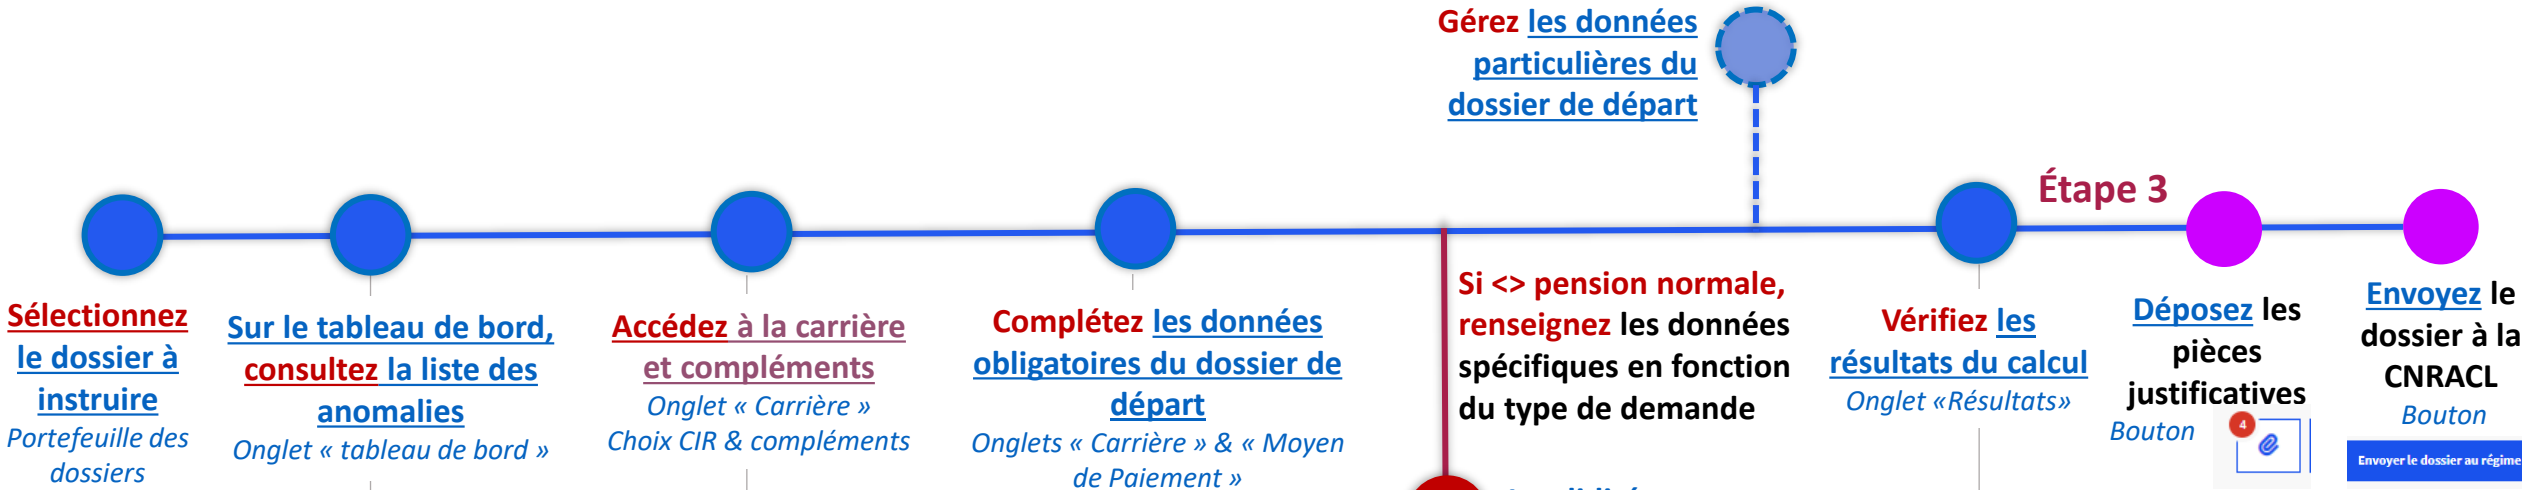 Gérez les données
particulières du
dossier de départ
Étape 3
Sélectionnez
le dossier à
instruire
Portefeuille des
dossiers
Sur le tableau de bord,
consultez la liste des
anomalies
Onglet « tableau de bord »
Accédez à la carrière
et compléments
Onglet « Carrière »
Choix CIR & compléments
Complétez les données
obligatoires du dossier de
départ
Onglets « Carrière » & « Moyen
de Paiement »
Si <> pension normale,
renseignez les données
spécifiques en fonction
du type de demande
Vérifiez les
résultats du calcul
Onglet «Résultats»
Déposez les
pièces
justificatives
Bouton
4
Envoyez le
dossier à la
CNRACL
Bouton
Envoyer le dossier au régime